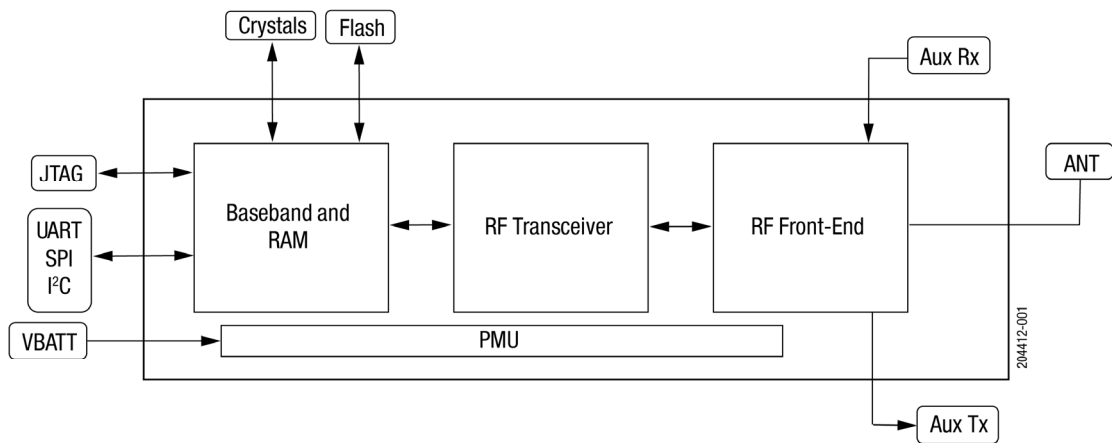 Crystals
Flash
Aux Rx
JTAG
UART
SPI
I²C
Baseband and
RAM
RF Transceiver
RF Front-End
ANT
VBATT
PMU
204412-001
Aux Tx